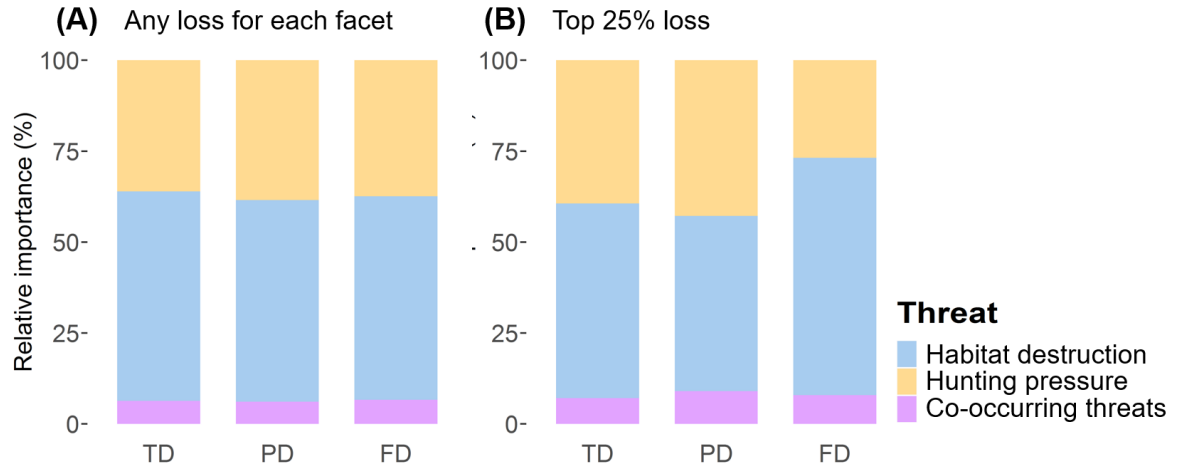 (A) Any loss for each facet
(B) Top 25% loss
Relative importance (%)
100-
75-
50-
25-
0-
TD PD FD
100-
75-
50-
25-
0-
TD PD FD
Threat
Habitat destruction
Hunting pressure
Co-occurring threats